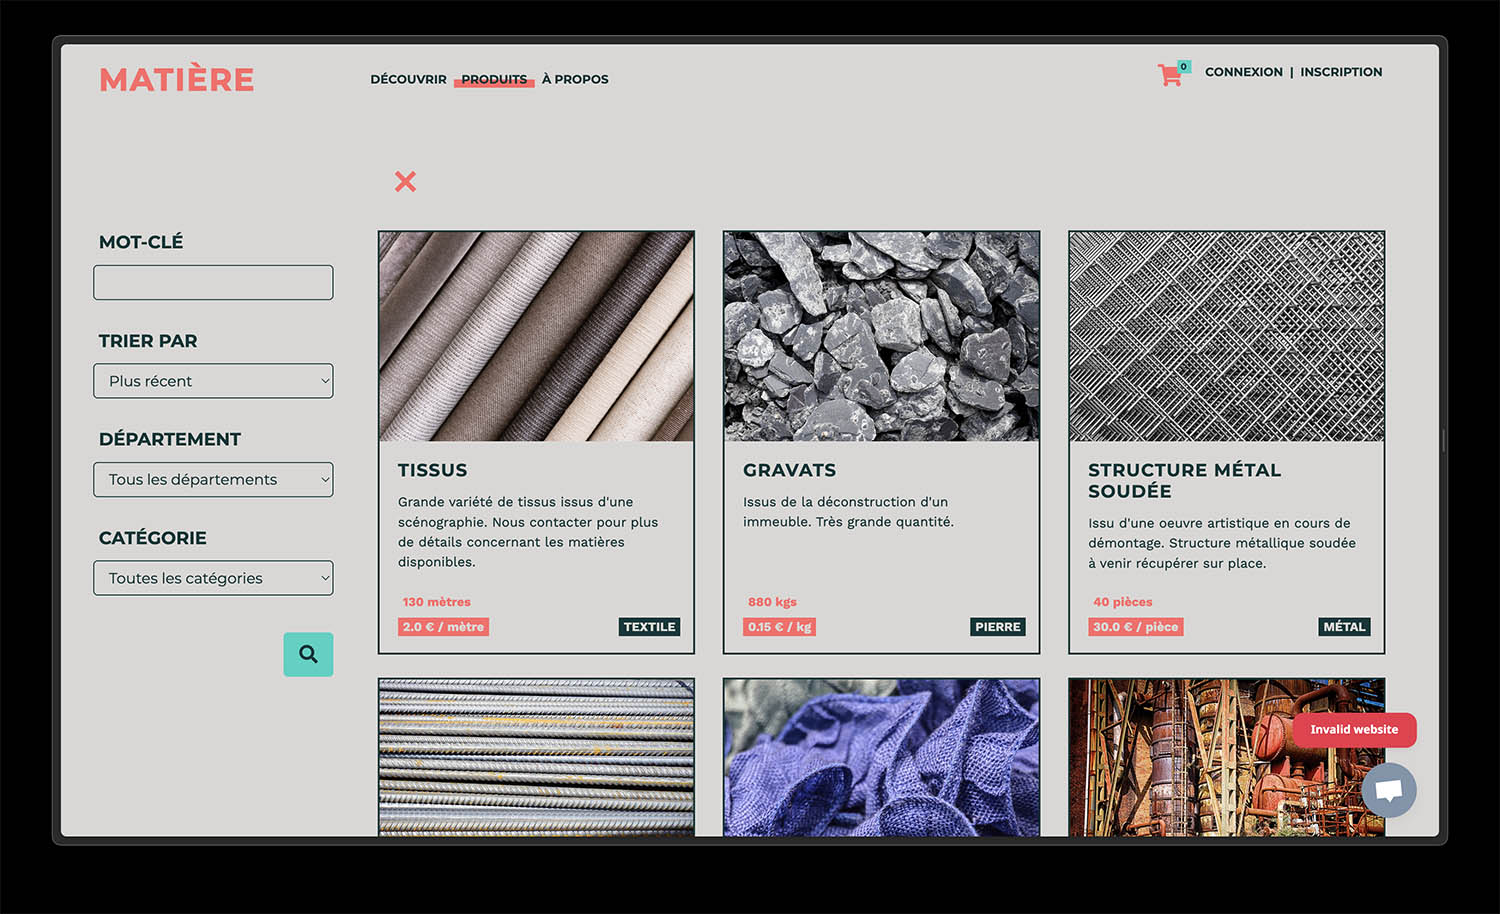 MATIÈRE
DÉCOUVRIR PRODUITS À PROPOS
0
CONNEXION | INSCRIPTION
MOT-CLÉ
TRIER PAR
Plus récent
DÉPARTEMENT
Tous les départements
CATÉGORIE
Toutes les catégories
TISSUS
Grande variété de tissus issus d'une
scénographie. Nous contacter pour plus
de détails concernant les matières
disponibles.
130 mètres
2.0 € / mètre
TEXTILE
GRAVATS
Issus de la déconstruction d'un
immeuble. Très grande quantité.
880 kgs
0.15 € / kg
PIERRE
STRUCTURE MÉTAL
SOUDÉE
Issu d'une oeuvre artistique en cours de
démontage. Structure métallique soudée
à venir récupérer sur place.
40 pièces
30.0 € / pièce
MÉTAL
Invalid website